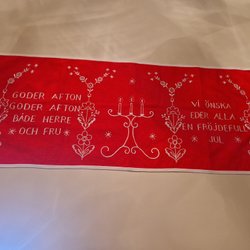 GODER AFTON
GODER AFTON
BÅDE HERRE
OCH FRU
VI ÖNSKA
EDER ALLA
EN FRÖJDEFULL
JUL